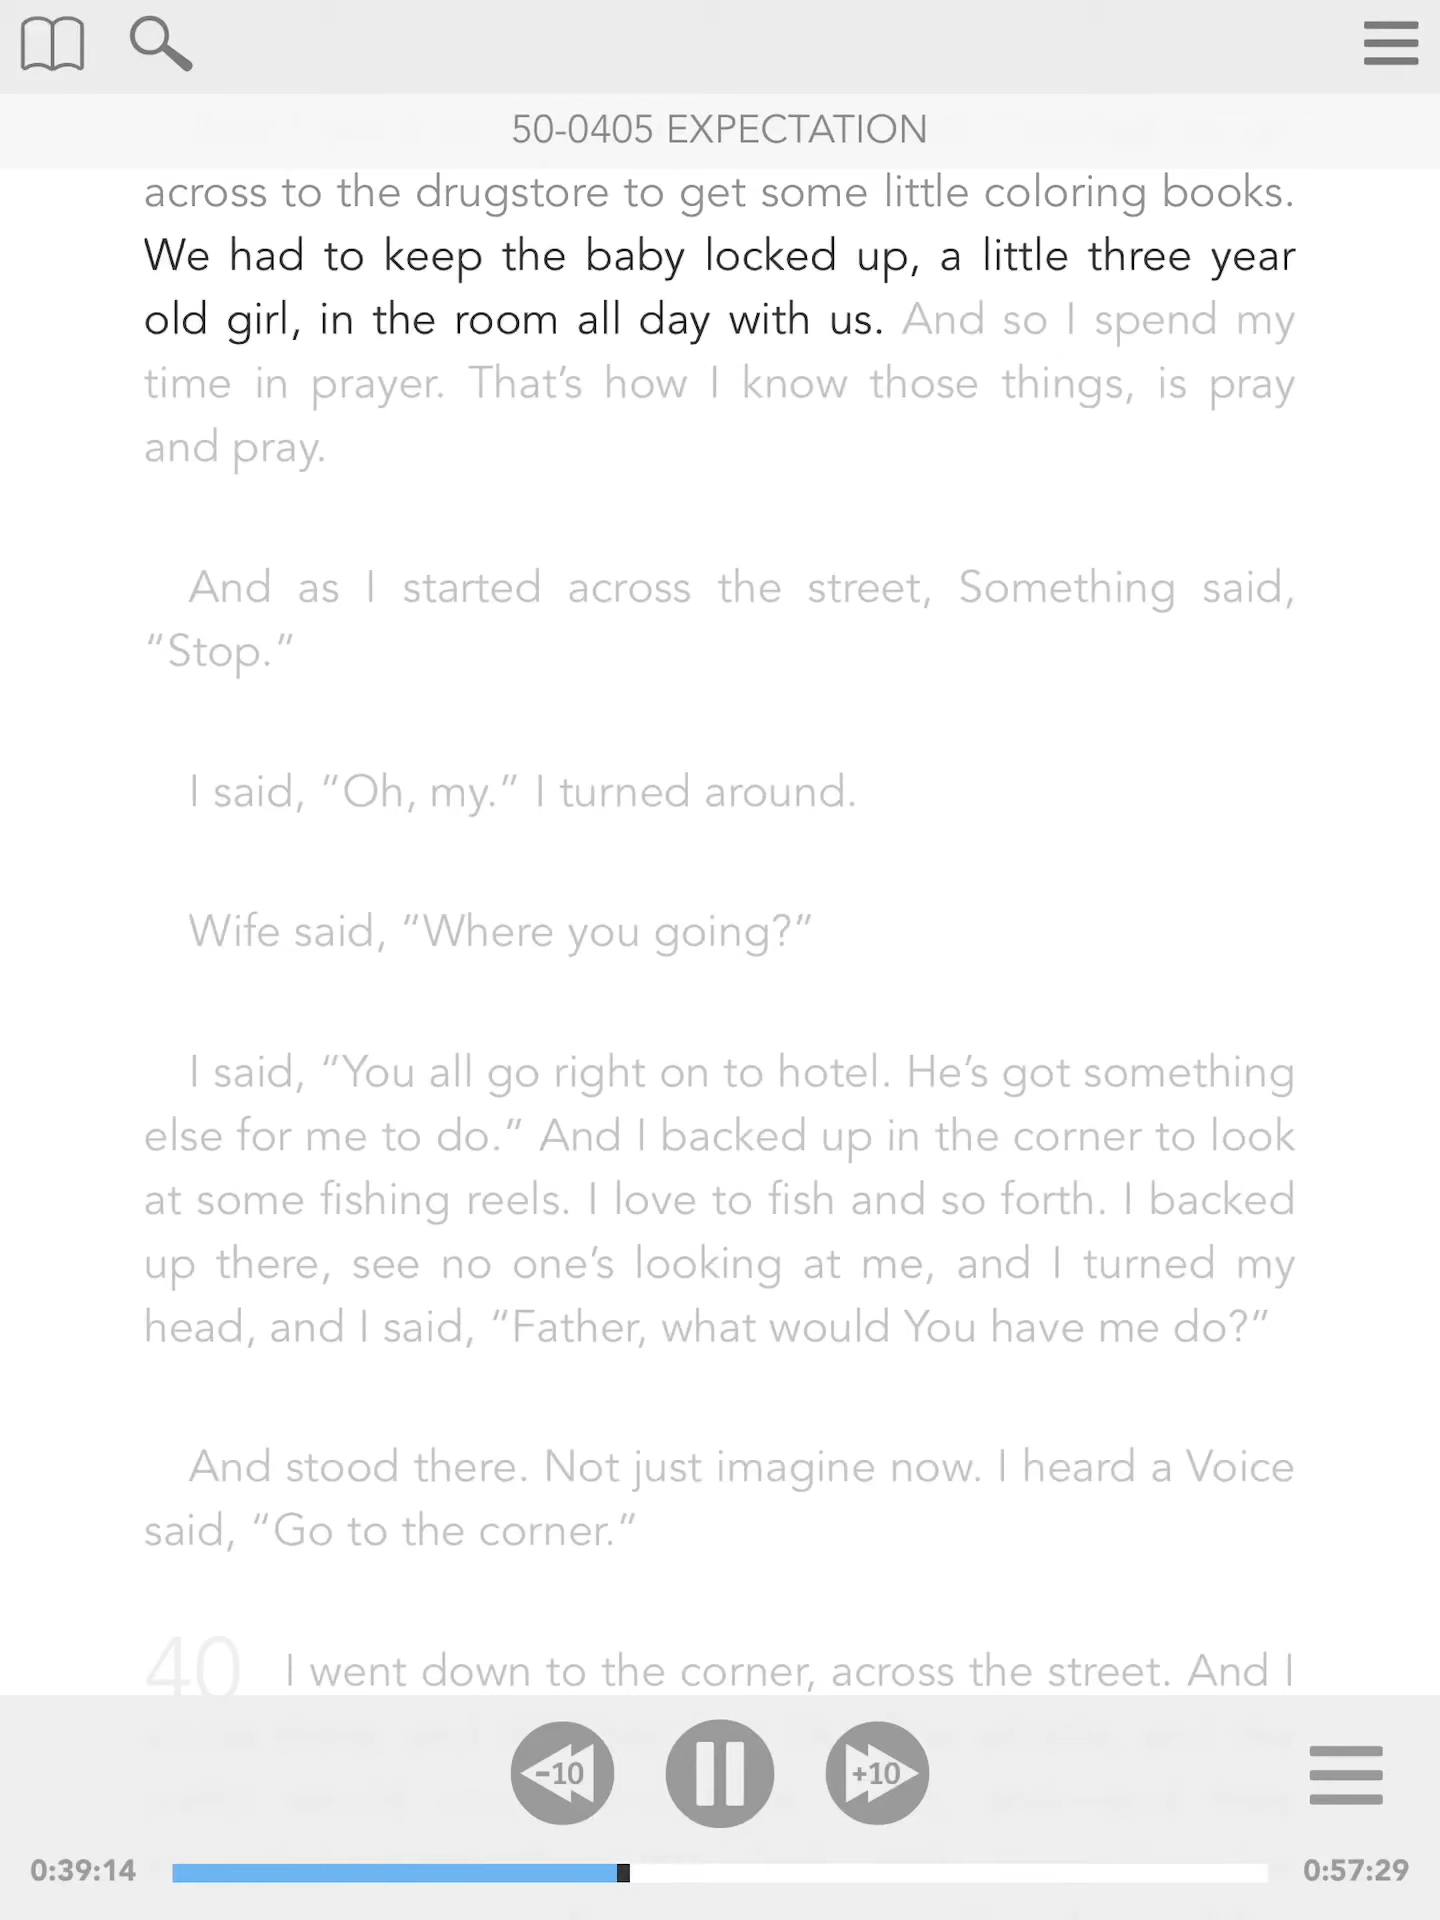 50-0405 EXPECTATION
across to the drugstore to get some little coloring books.
We had to keep the baby locked up, a little three year
old girl, in the room all day with us. And so I spend my
time in prayer. That’s how I know those things, is pray
and pray.
And as I started across the street, Something said,
“Stop.”
I said, “Oh, my.” I turned around.
Wife said, “Where you going?”
I said, “You all go right on to hotel. He’s got something
else for me to do.” And I backed up in the corner to look
at some fishing reels. I love to fish and so forth. I backed
up there, see no one’s looking at me, and I turned my
head, and I said, “Father, what would You have me do?”
And stood there. Not just imagine now. I heard a Voice
said, “Go to the corner.”
40 I went down to the corner, across the street. And I
-10 +10
0:39:14 0:57:29